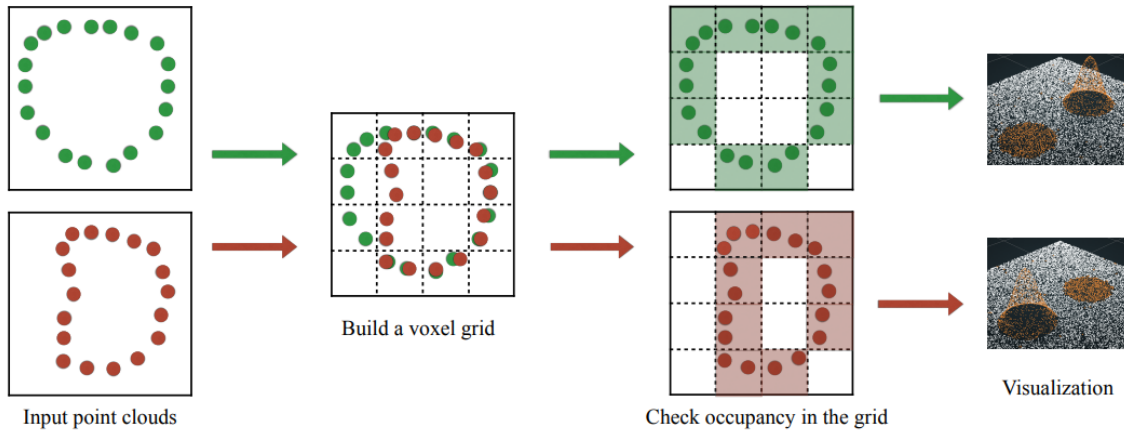 Build a voxel grid
Input point clouds
Check occupancy in the grid
Visualization